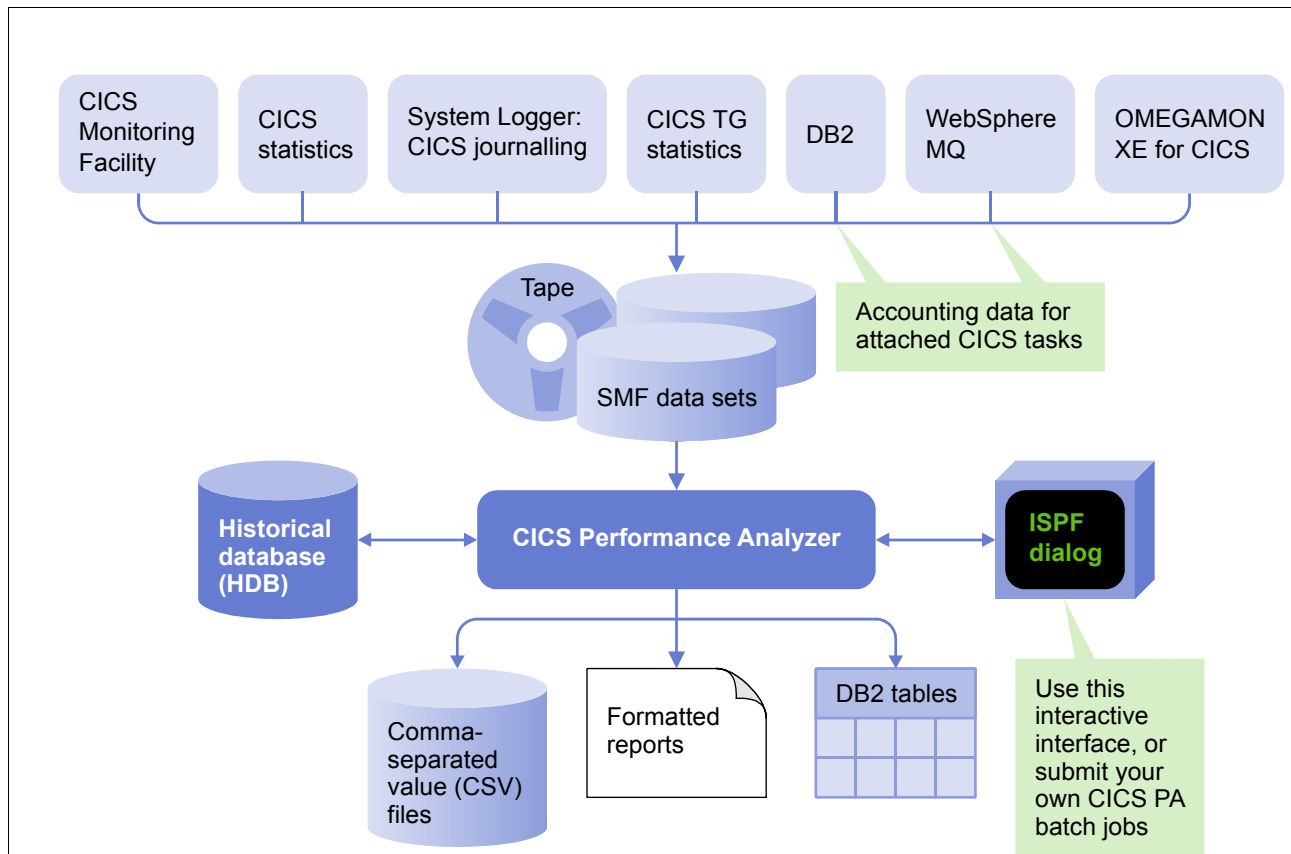 CICS
Monitoring
Facility
CICS
statistics
System Logger:
CICS journalling
CICS TG
statistics
DB2
WebSphere
MQ
OMEGAMON
XE for CICS
Tape
SMF data sets
Accounting data for
attached CICS tasks
Historical
database
(HDB)
CICS Performance Analyzer
ISPF
dialog
Comma-
separated
value (CSV)
files
Formatted
reports
DB2 tables
Use this
interactive
interface, or
submit your
own CICS PA
batch jobs